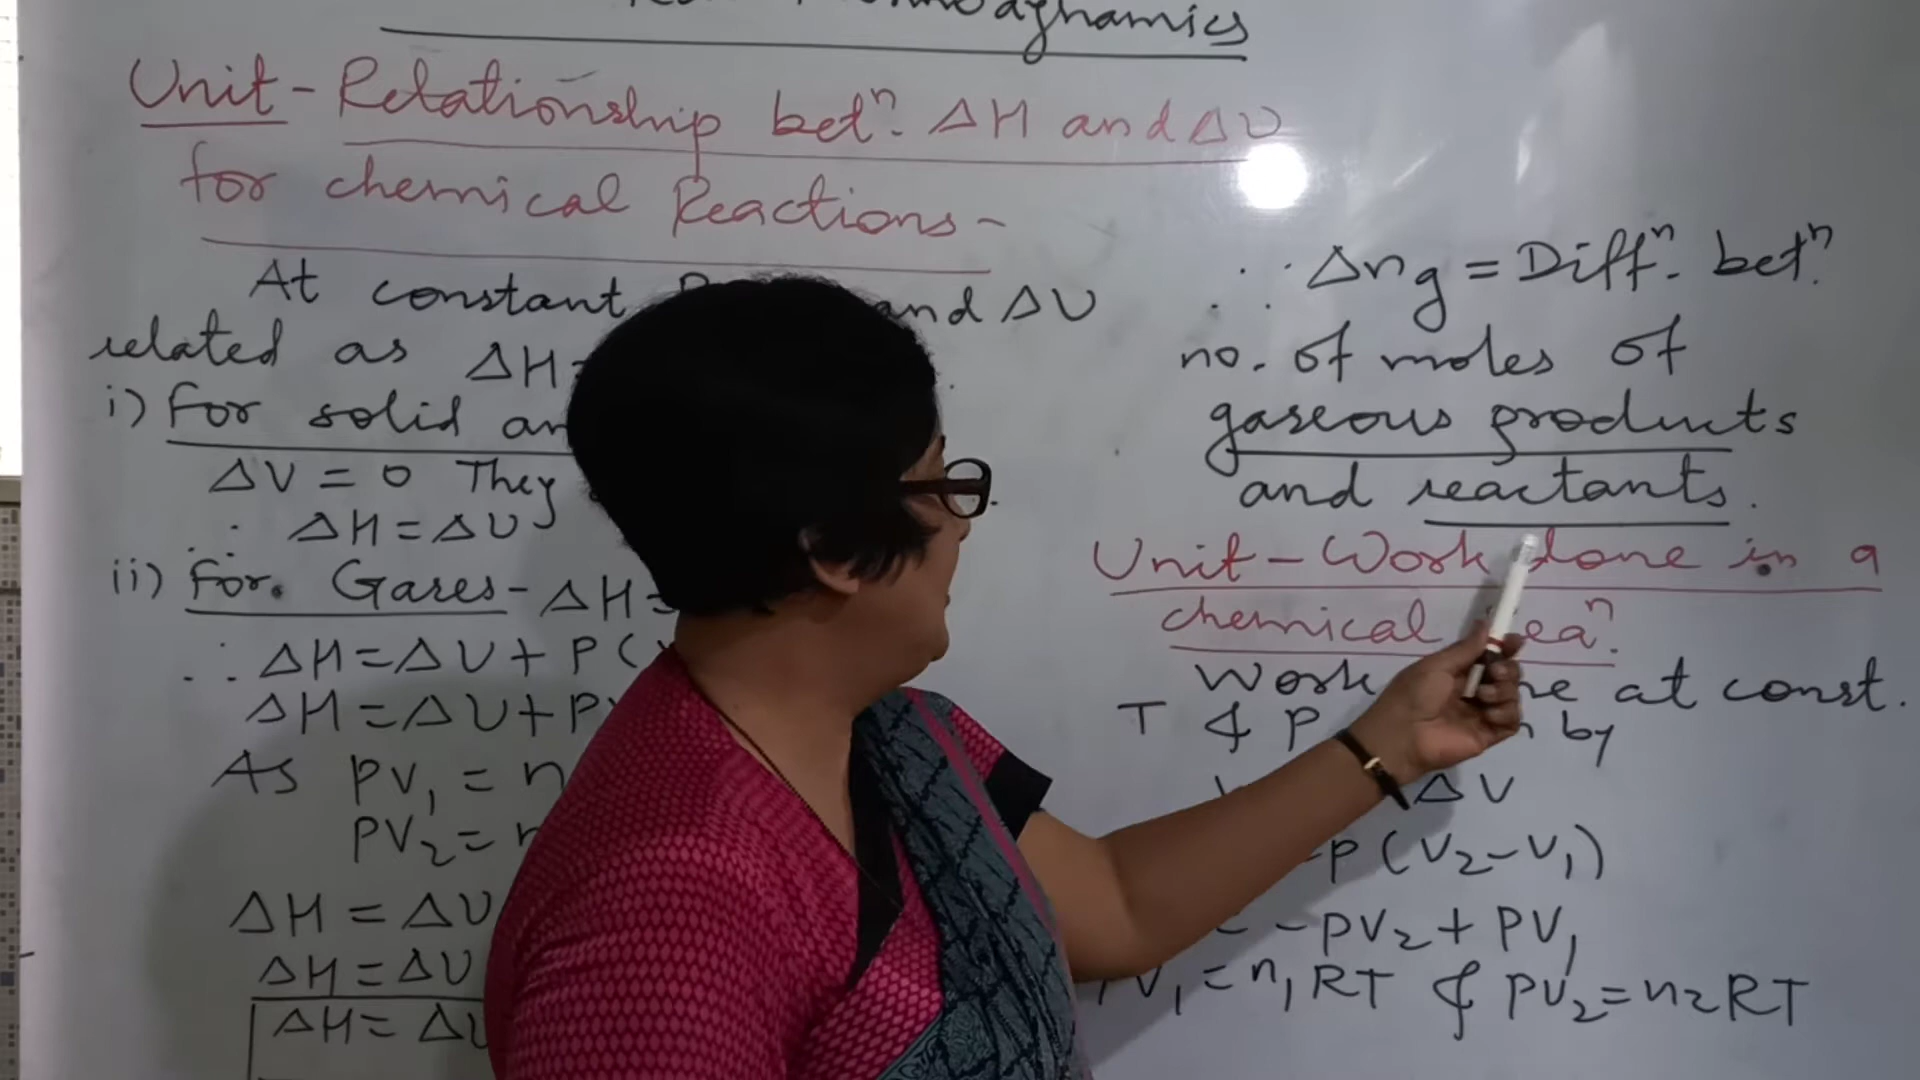 Unit - Relationship betn. ΔH and ΔU
for chemical Reactions -
At constant and ΔU
related as ΔH =
i) For solid
ΔV = 0 They
∴ ΔH = ΔU
ii) For. Gases - ΔH =
∴ ΔH = ΔU + P (
ΔH = ΔU + P
As PV1 = n
PV2 = n
ΔH = ΔU
ΔH = ΔU
ΔH = ΔU
∴ Δng = Diffn. betn.
no. of moles of
gaseous products
and reactants.
Unit - Work done in a
chemical rean.
Work at const.
T & P by
ΔV
-P (V2 - V1)
= - PV2 + PV1
PV1 = n1RT & PV2 = n2RT